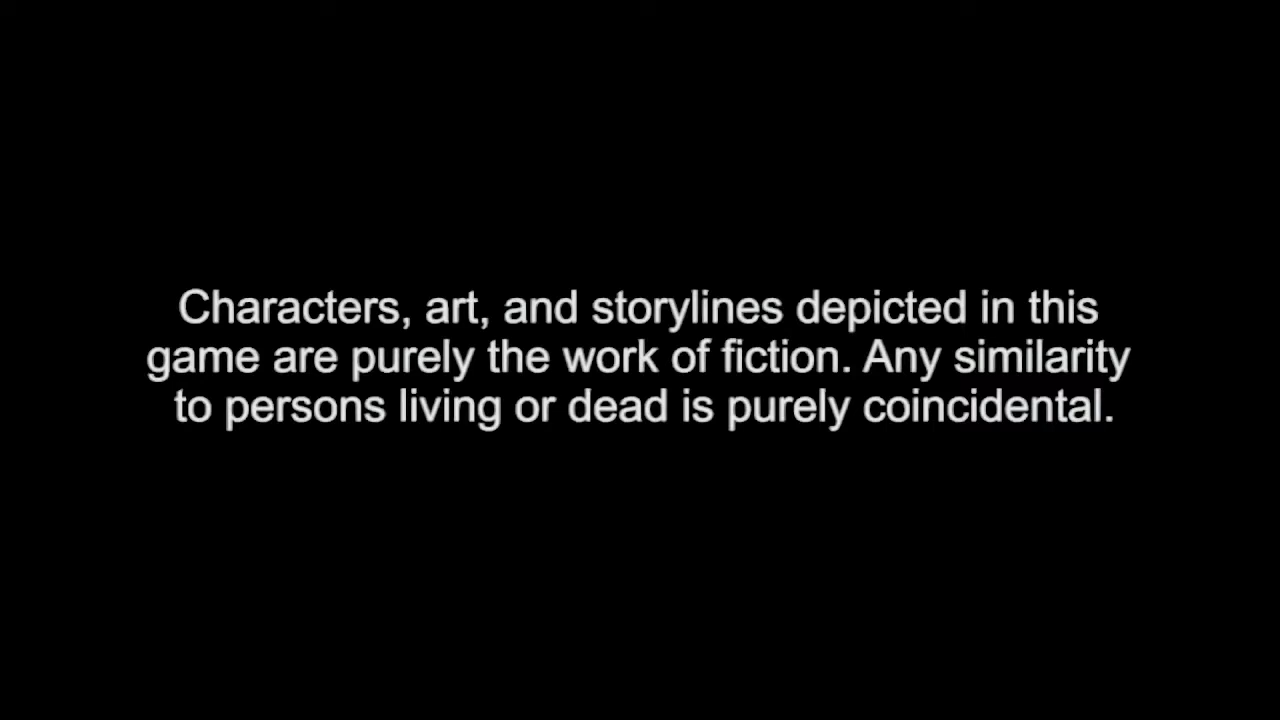 Characters, art, and storylines depicted in this
game are purely the work of fiction. Any similarity
to persons living or dead is purely coincidental.